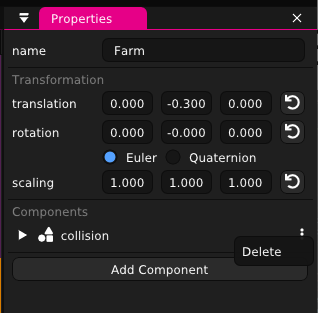 Properties
name Farm
Transformation
translation 0.000 -0.300 0.000
rotation 0.000 -0.000 0.000
Euler Quaternion
scaling 1.000 1.000 1.000
Components
collision
Delete
Add Component